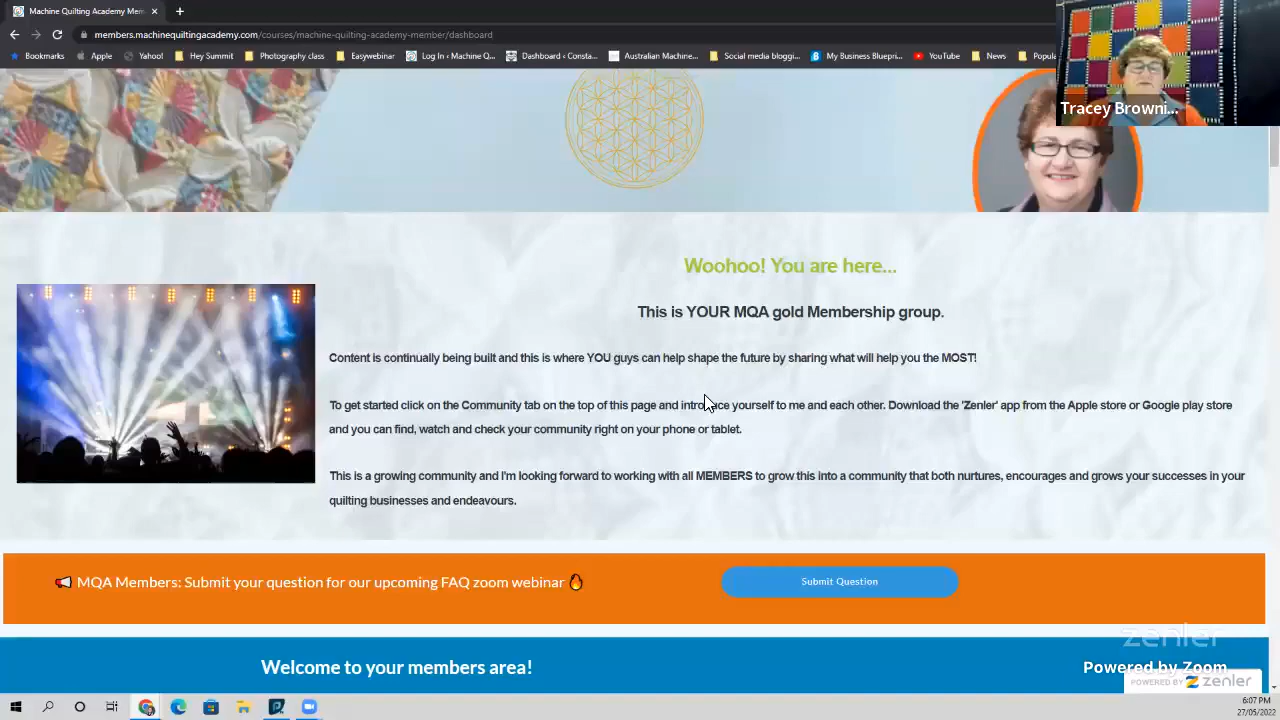 Machine Quilting Academy Mem
members.machinequiltingacademy.com/courses/machine-quilting-academy-member/dashboard
Bookmarks Apple Yahoo! Hey Summit Photography class Easywebinar Log In ‹ Machine Q... Dashboard - Consta... Australian Machine... Social media bloggi... My Business Bluepri... YouTube News Popula
Tracey Browni...
Woohoo! You are here...
This is YOUR MQA gold Membership group.
Content is continually being built and this is where YOU guys can help shape the future by sharing what will help you the MOST!
To get started click on the Community tab on the top of this page and introduce yourself to me and each other. Download the 'Zenler' app from the Apple store or Google play store
and you can find, watch and check your community right on your phone or tablet.
This is a growing community and I'm looking forward to working with all MEMBERS to grow this into a community that both nurtures, encourages and grows your successes in your
quilting businesses and endeavours.
MQA Members: Submit your question for our upcoming FAQ zoom webinar
Submit Question
zenler
Welcome to your members area!
Powered by Zoom
POWERED BY zenler
6:07 PM
27/05/2022